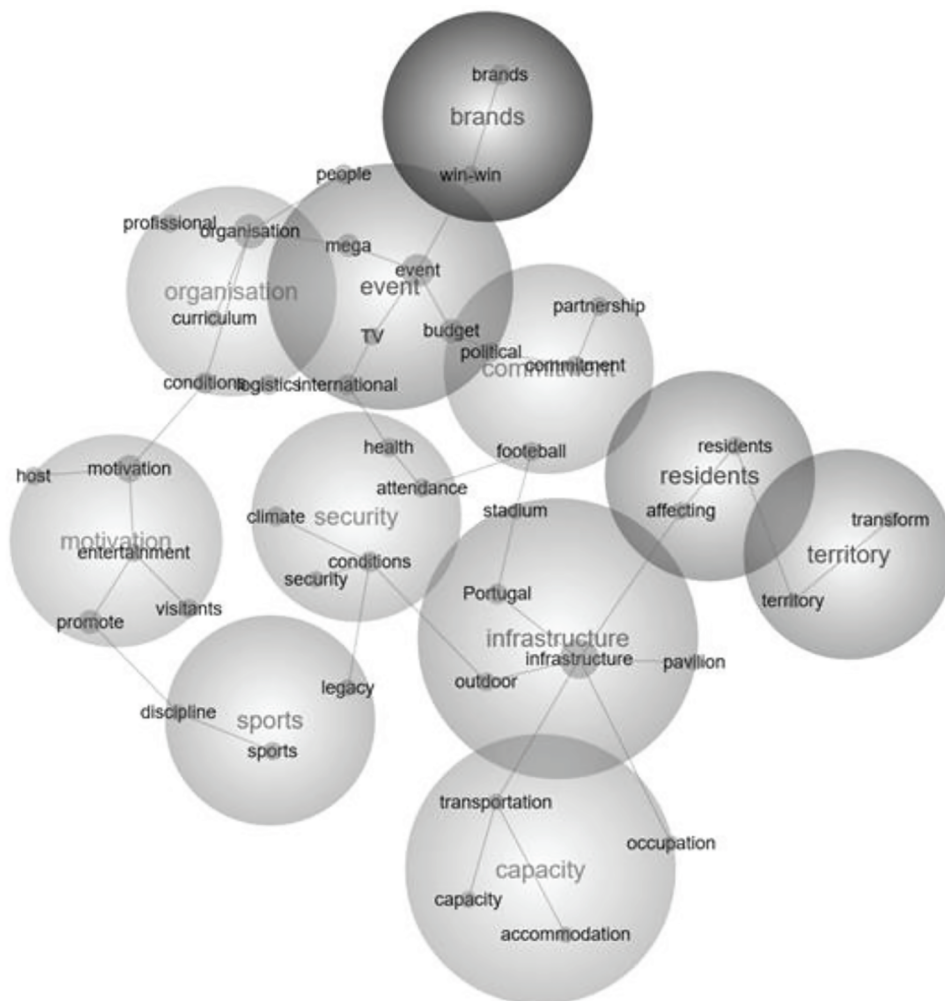 brands
brands
people
win-win
profissional
organisation
mega
event
organisation
event
curriculum
TV
budget
partnership
political
commitment
commitment
conditions
logistics
international
health
footeball
residents
host
motivation
residents
attendance
security
stadium
affecting
climate
transform
motivation
entertainment
territory
conditions
security
Portugal
territory
promote
visitants
infrastructure
infrastructure
pavilion
outdoor
legacy
discipline
sports
sports
transportation
occupation
capacity
capacity
accommodation